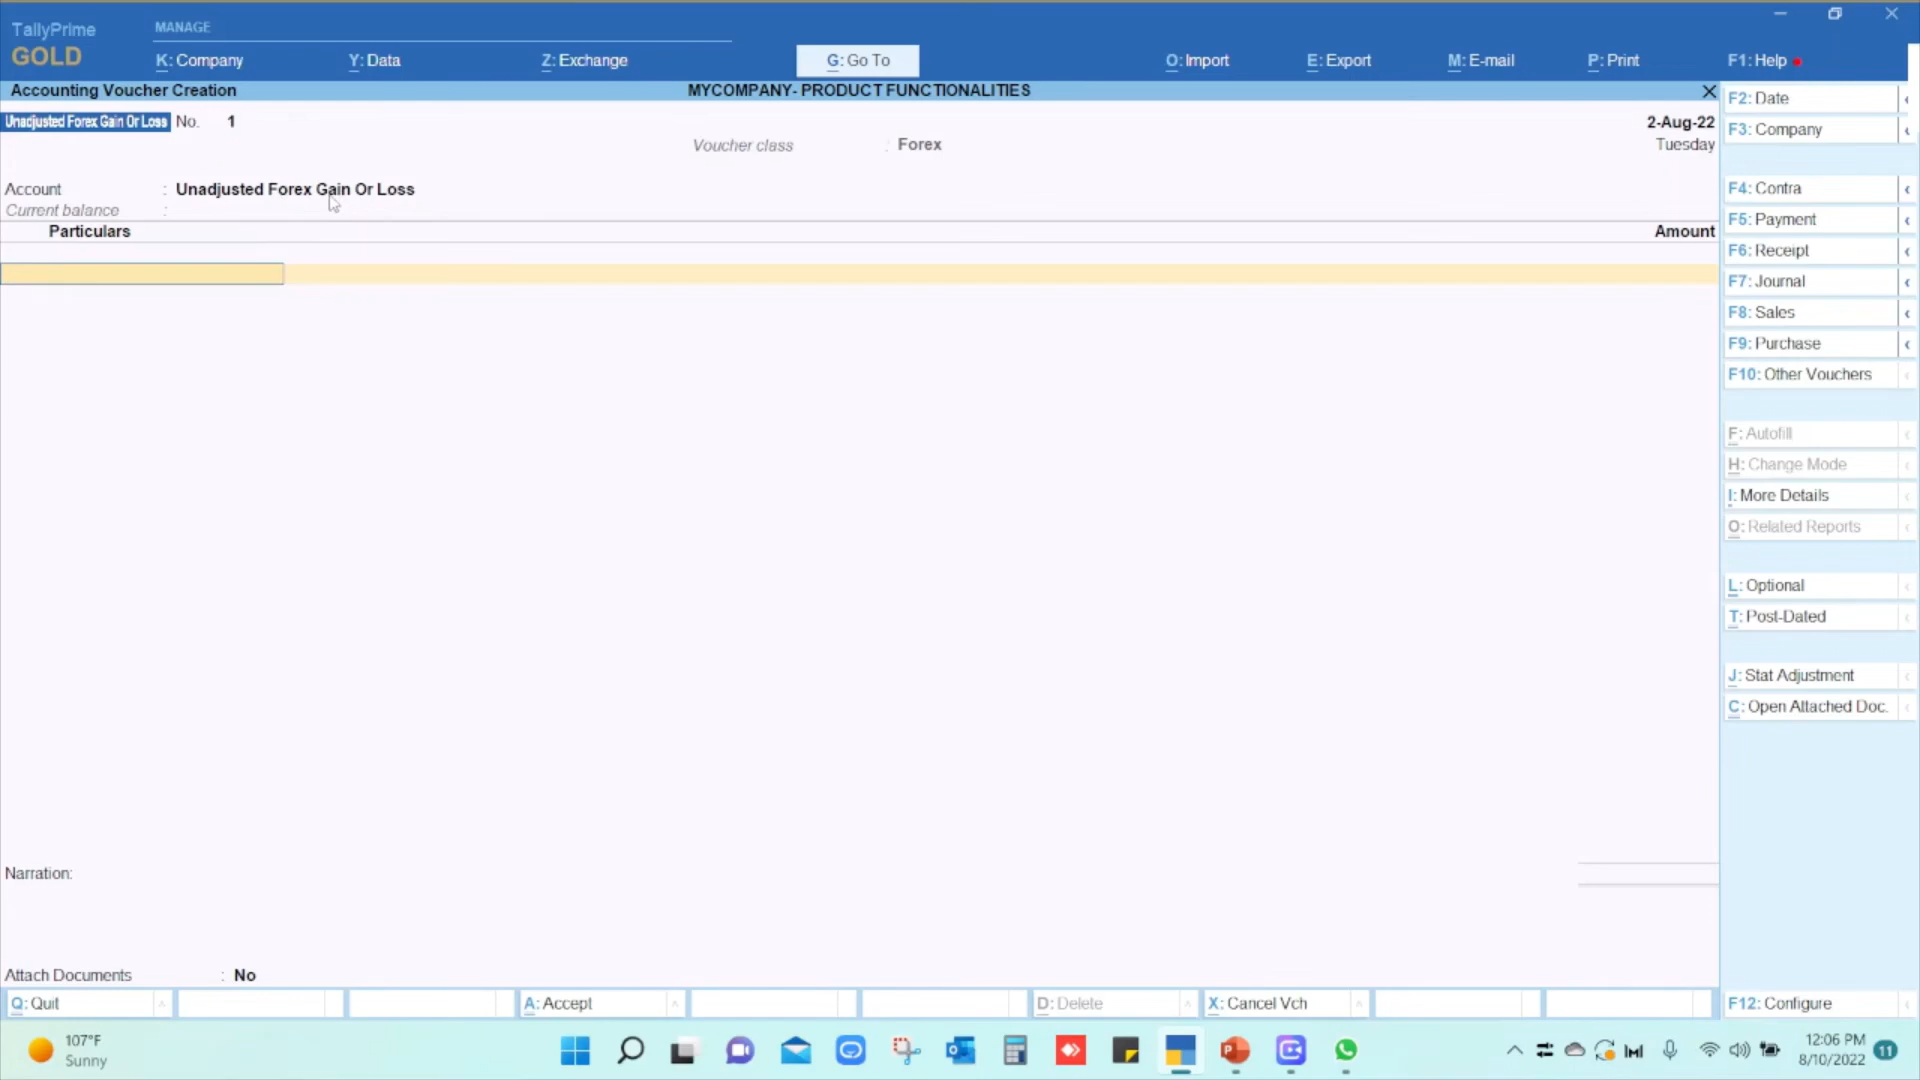 TallyPrime
GOLD
MANAGE
K: Company
Y: Data
Z: Exchange
G: Go To
O: Import
E: Export
M: E-mail
P: Print
F1: Help
Accounting Voucher Creation
MYCOMPANY- PRODUCT FUNCTIONALITIES
Unadjusted Forex Gain Or Loss No. 1
2-Aug-22
Voucher class : Forex
Tuesday
Account : Unadjusted Forex Gain Or Loss
Current balance :
Particulars
Amount
Narration:
Attach Documents : No
F2: Date
F3: Company
F4: Contra
F5: Payment
F6: Receipt
F7: Journal
F8: Sales
F9: Purchase
F10: Other Vouchers
F: Autofill
H: Change Mode
I: More Details
O: Related Reports
L: Optional
T: Post-Dated
J: Stat Adjustment
C: Open Attached Doc.
Q: Quit
A: Accept
D: Delete
X: Cancel Vch
F12: Configure
107°F
Sunny
12:06 PM
8/10/2022
11